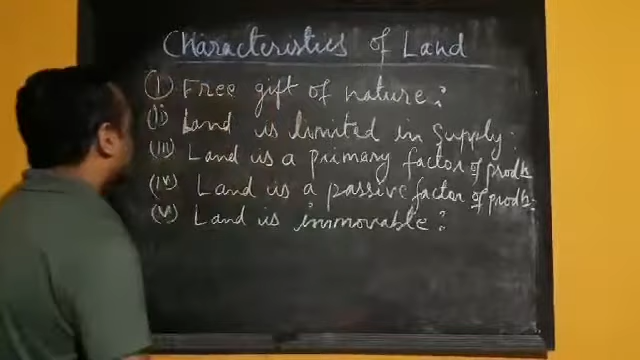 Characteristics of Land
(i) Free gift of nature:
(ii) Land is limited in supply:
(iii) Land is a primary factor of prodn
(iv) Land is a passive factor of prodn:
(v) Land is immovable: